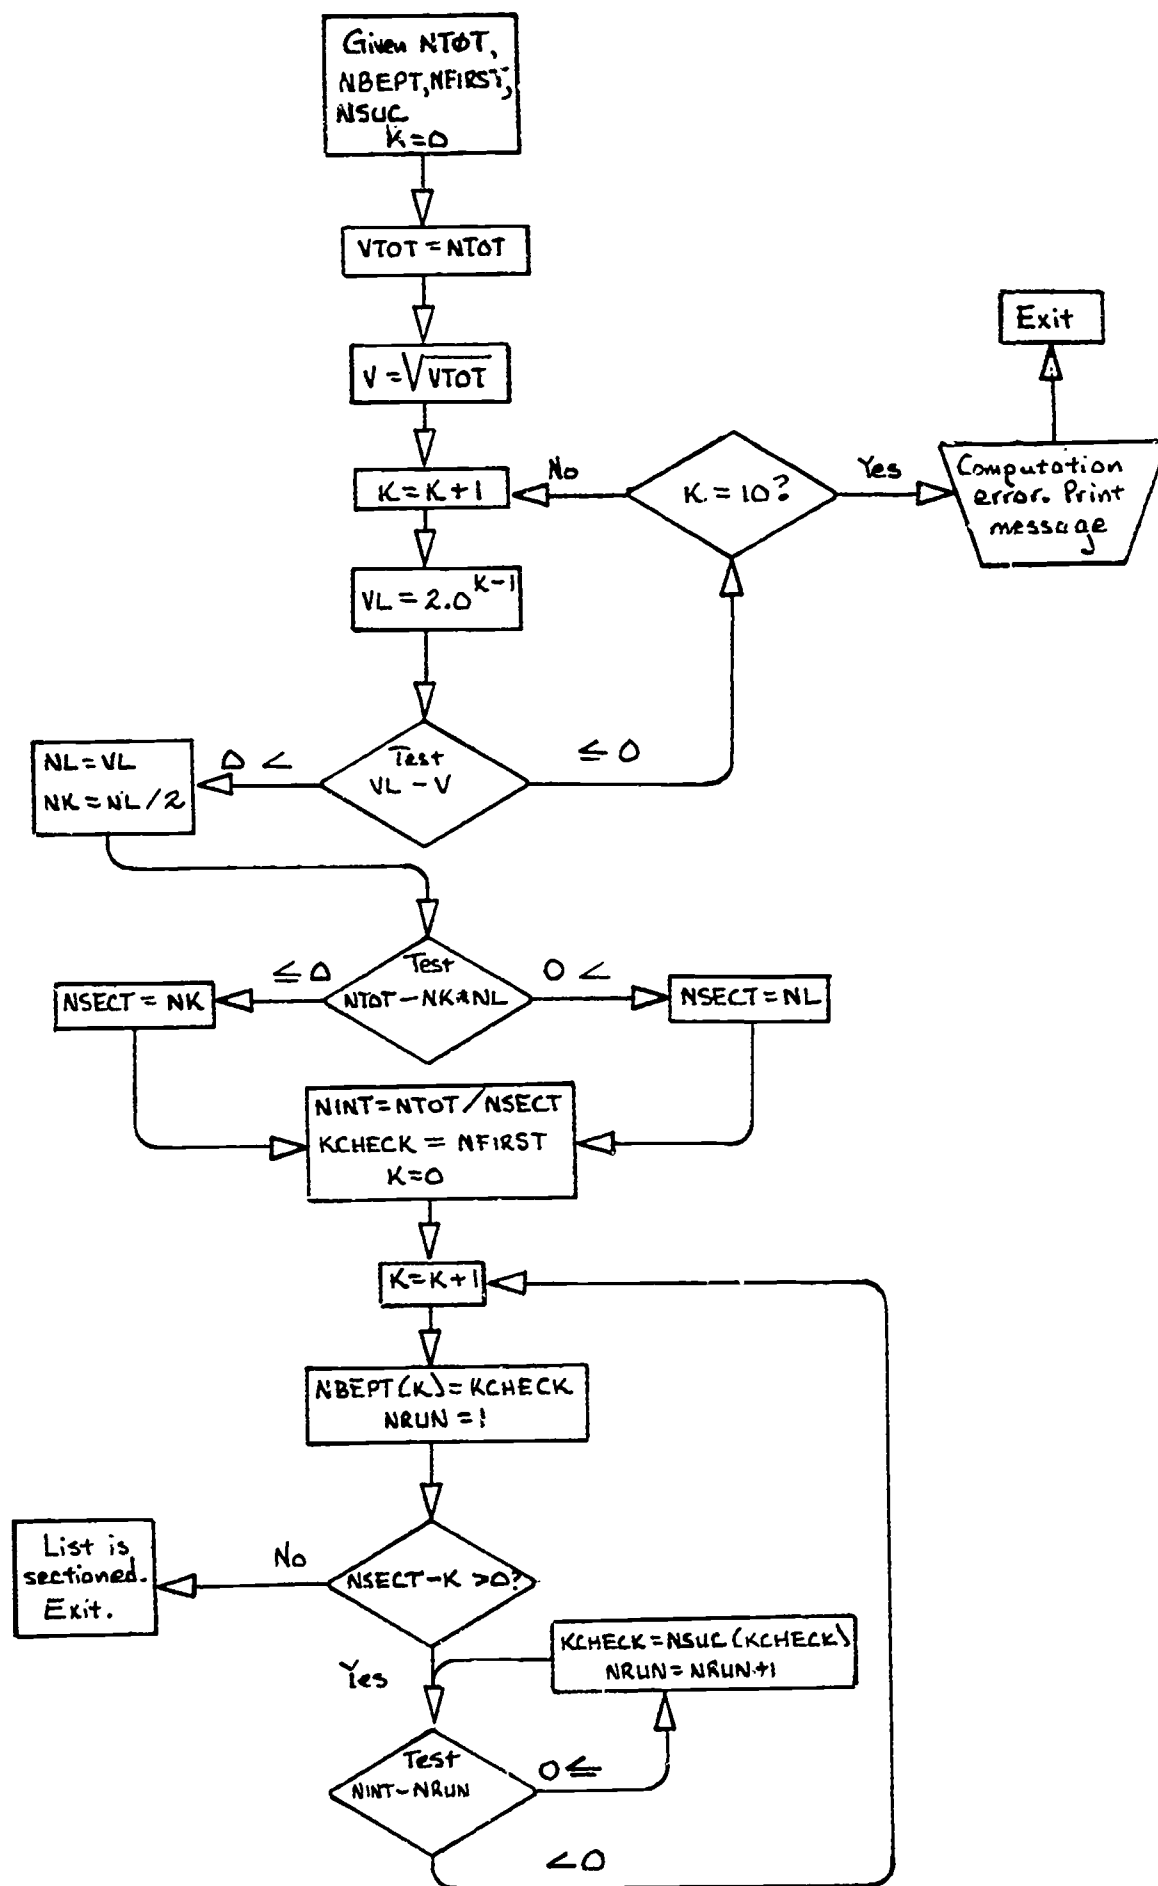 Given NTØT,
NBEPT, NFIRST,
NSUC
K=0
VTOT = NTOT
V = √VTOT
K = K+1
VL = 2.0^K-1
No
K = 10?
Yes
Exit
Computation
error. Print
message
Test
VL - V
0 <
≤ 0
NL = VL
NK = NL/2
Test
NTOT - NK*NL
≤ 0
0 <
NSECT = NK
NSECT = NL
NINT = NTOT/NSECT
KCHECK = NFIRST
K=0
K=K+1
NBEPT(K) = KCHECK
NRUN = 1
NSECT - K > 0?
No
List is
sectioned.
Exit.
Yes
KCHECK = NSUC(KCHECK)
NRUN = NRUN+1
Test
NINT - NRUN
0 ≤
< 0